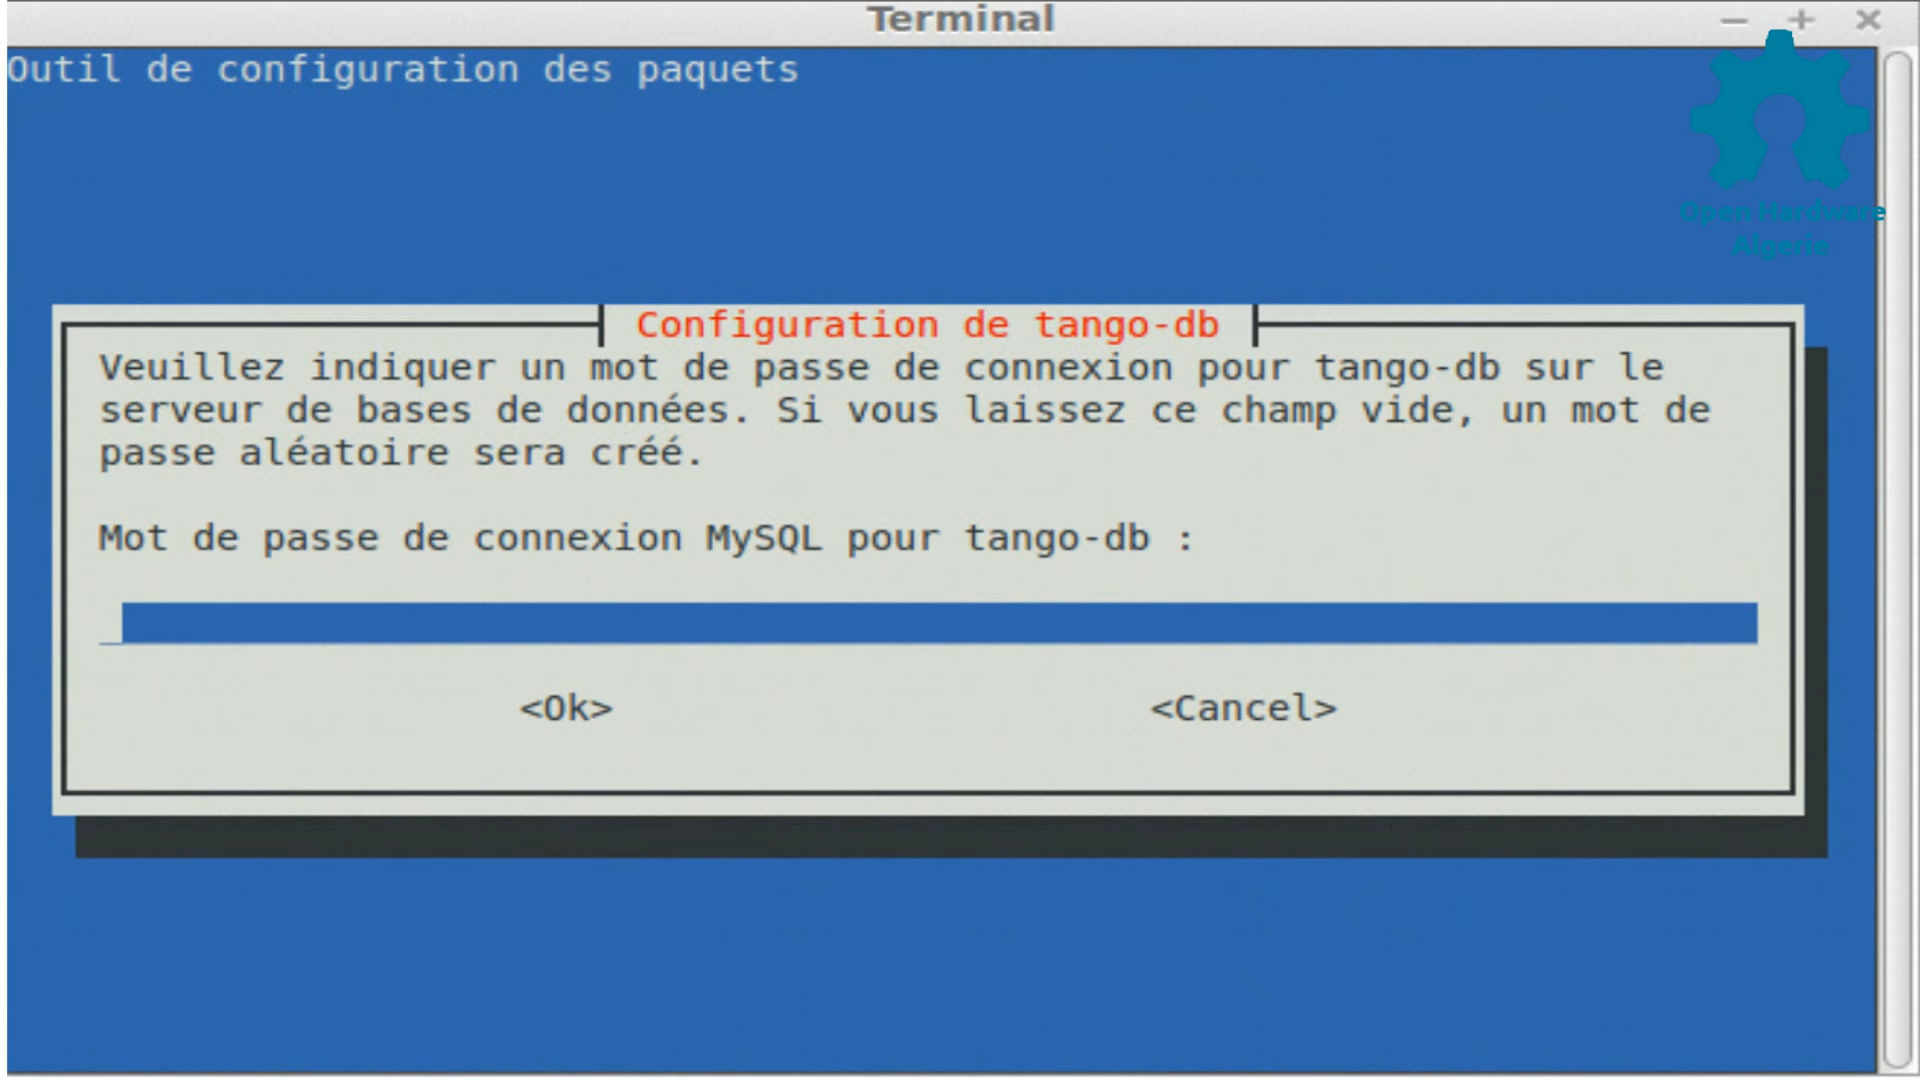 Terminal
Outil de configuration des paquets
Open Hardware
Algerie
Configuration de tango-db
Veuillez indiquer un mot de passe de connexion pour tango-db sur le
serveur de bases de données. Si vous laissez ce champ vide, un mot de
passe aléatoire sera créé.
Mot de passe de connexion MySQL pour tango-db :
<Ok> <Cancel>